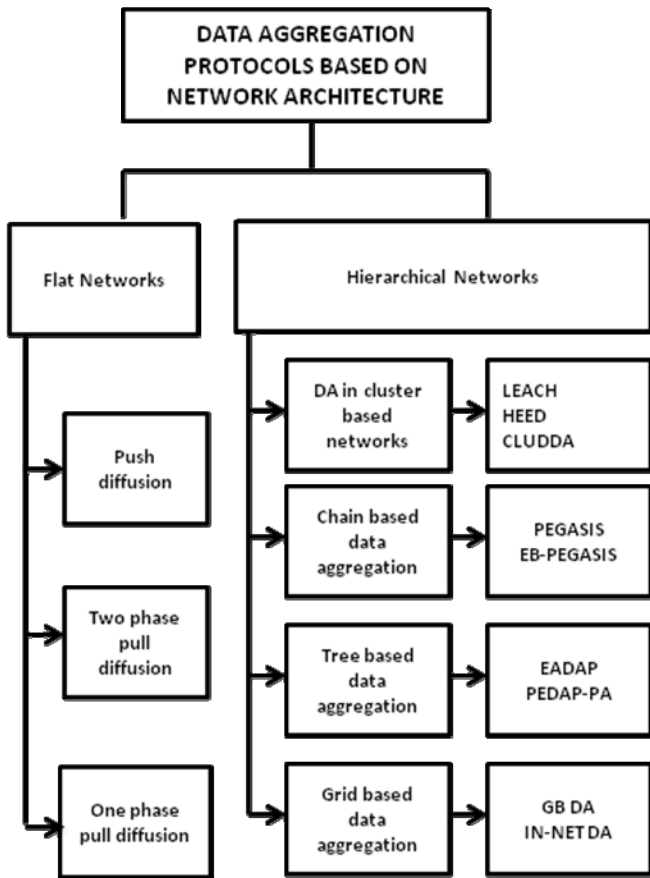 DATA AGGREGATION
PROTOCOLS BASED ON
NETWORK ARCHITECTURE
Flat Networks
Hierarchical Networks
Push
diffusion
Two phase
pull
diffusion
One phase
pull diffusion
DA in cluster
based
networks
LEACH
HEED
CLUDDA
Chain based
data
aggregation
PEGASIS
EB-PEGASIS
Tree based
data
aggregation
EADAP
PEDAP-PA
Grid based
data
aggregation
GB DA
IN-NET DA